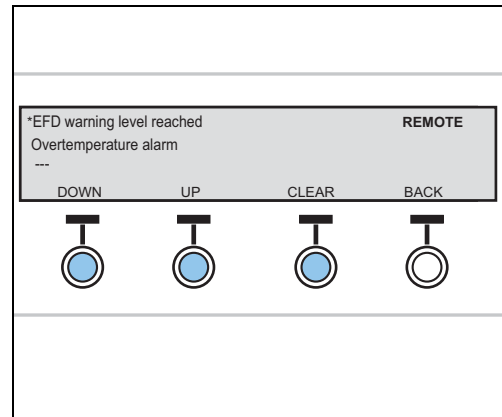 *EFD warning level reached REMOTE
Overtemperature alarm
---
DOWN UP CLEAR BACK